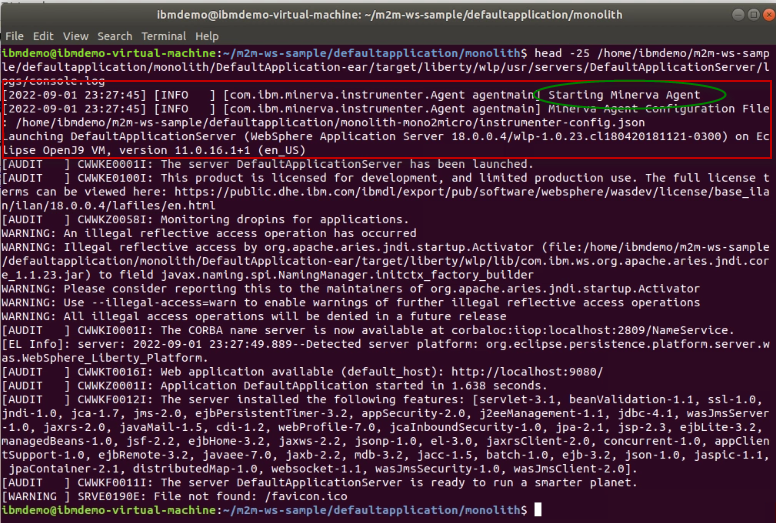 ibmdemo@ibmdemo-virtual-machine: ~/m2m-ws-sample/defaultapplication/monolith
File Edit View Search Terminal Help
ibmdemo@ibmdemo-virtual-machine:~/m2m-ws-sample/defaultapplication/monolith$ head -25 /home/ibmdemo/m2m-ws-samp
le/defaultapplication/monolith/DefaultApplication-ear/target/liberty/wlp/usr/servers/DefaultApplicationServer/l
ogs/console.log
[2022-09-01 23:27:45] [INFO   ] [com.ibm.minerva.instrumenter.Agent agentmain] Starting Minerva Agent
[2022-09-01 23:27:45] [INFO   ] [com.ibm.minerva.instrumenter.Agent agentmain] Minerva Agent Configuration File
[ /home/ibmdemo/m2m-ws-sample/defaultapplication/monolith-mono2micro/instrumenter-config.json
Launching DefaultApplicationServer (WebSphere Application Server 18.0.0.4/wlp-1.0.23.cl180420181121-0300) on Ec
lipse OpenJ9 VM, version 11.0.16.1+1 (en_US)
[AUDIT   ] CWWKE0001I: The server DefaultApplicationServer has been launched.
[AUDIT   ] CWWKE0100I: This product is licensed for development, and limited production use. The full license t
erms can be viewed here: https://public.dhe.ibm.com/ibmdl/export/pub/software/websphere/wasdev/license/base_ila
n/ilan/18.0.0.4/lafiles/en.html
[AUDIT   ] CWWKZ0058I: Monitoring dropins for applications.
WARNING: An illegal reflective access operation has occurred
WARNING: Illegal reflective access by org.apache.aries.jndi.startup.Activator (file:/home/ibmdemo/m2m-ws-sample
/defaultapplication/monolith/DefaultApplication-ear/target/liberty/wlp/lib/com.ibm.ws.org.apache.aries.jndi.cor
e_1.1.23.jar) to field javax.naming.spi.NamingManager.initctx_factory_builder
WARNING: Please consider reporting this to the maintainers of org.apache.aries.jndi.startup.Activator
WARNING: Use --illegal-access=warn to enable warnings of further illegal reflective access operations
WARNING: All illegal access operations will be denied in a future release
[AUDIT   ] CWWKI0001I: The CORBA name server is now available at corbaloc:iiop:localhost:2809/NameService.
[EL Info]: server: 2022-09-01 23:27:49.889--Detected server platform: org.eclipse.persistence.platform.server.w
as.WebSphere_Liberty_Platform.
[AUDIT   ] CWWKT0016I: Web application available (default_host): http://localhost:9080/
[AUDIT   ] CWWKZ0001I: Application DefaultApplication started in 1.638 seconds.
[AUDIT   ] CWWKF0012I: The server installed the following features: [servlet-3.1, beanValidation-1.1, ssl-1.0,
jndi-1.0, jca-1.7, jms-2.0, ejbPersistentTimer-3.2, appSecurity-2.0, j2eeManagement-1.1, jdbc-4.1, wasJmsServer
-1.0, jaxrs-2.0, javaMail-1.5, cdi-1.2, webProfile-7.0, jcaInboundSecurity-1.0, jpa-2.1, jsp-2.3, ejbLite-3.2,
managedBeans-1.0, jsf-2.2, ejbHome-3.2, jaxws-2.2, jsonp-1.0, el-3.0, jaxrsClient-2.0, concurrent-1.0, appClien
tSupport-1.0, ejbRemote-3.2, javaee-7.0, jaxb-2.2, mdb-3.2, jacc-1.5, batch-1.0, ejb-3.2, json-1.0, jaspic-1.1,
 jpaContainer-2.1, distributedMap-1.0, websocket-1.1, wasJmsSecurity-1.0, wasJmsClient-2.0].
[AUDIT   ] CWWKF0011I: The server DefaultApplicationServer is ready to run a smarter planet.
[WARNING ] SRVE0190E: File not found: /favicon.ico
ibmdemo@ibmdemo-virtual-machine:~/m2m-ws-sample/defaultapplication/monolith$